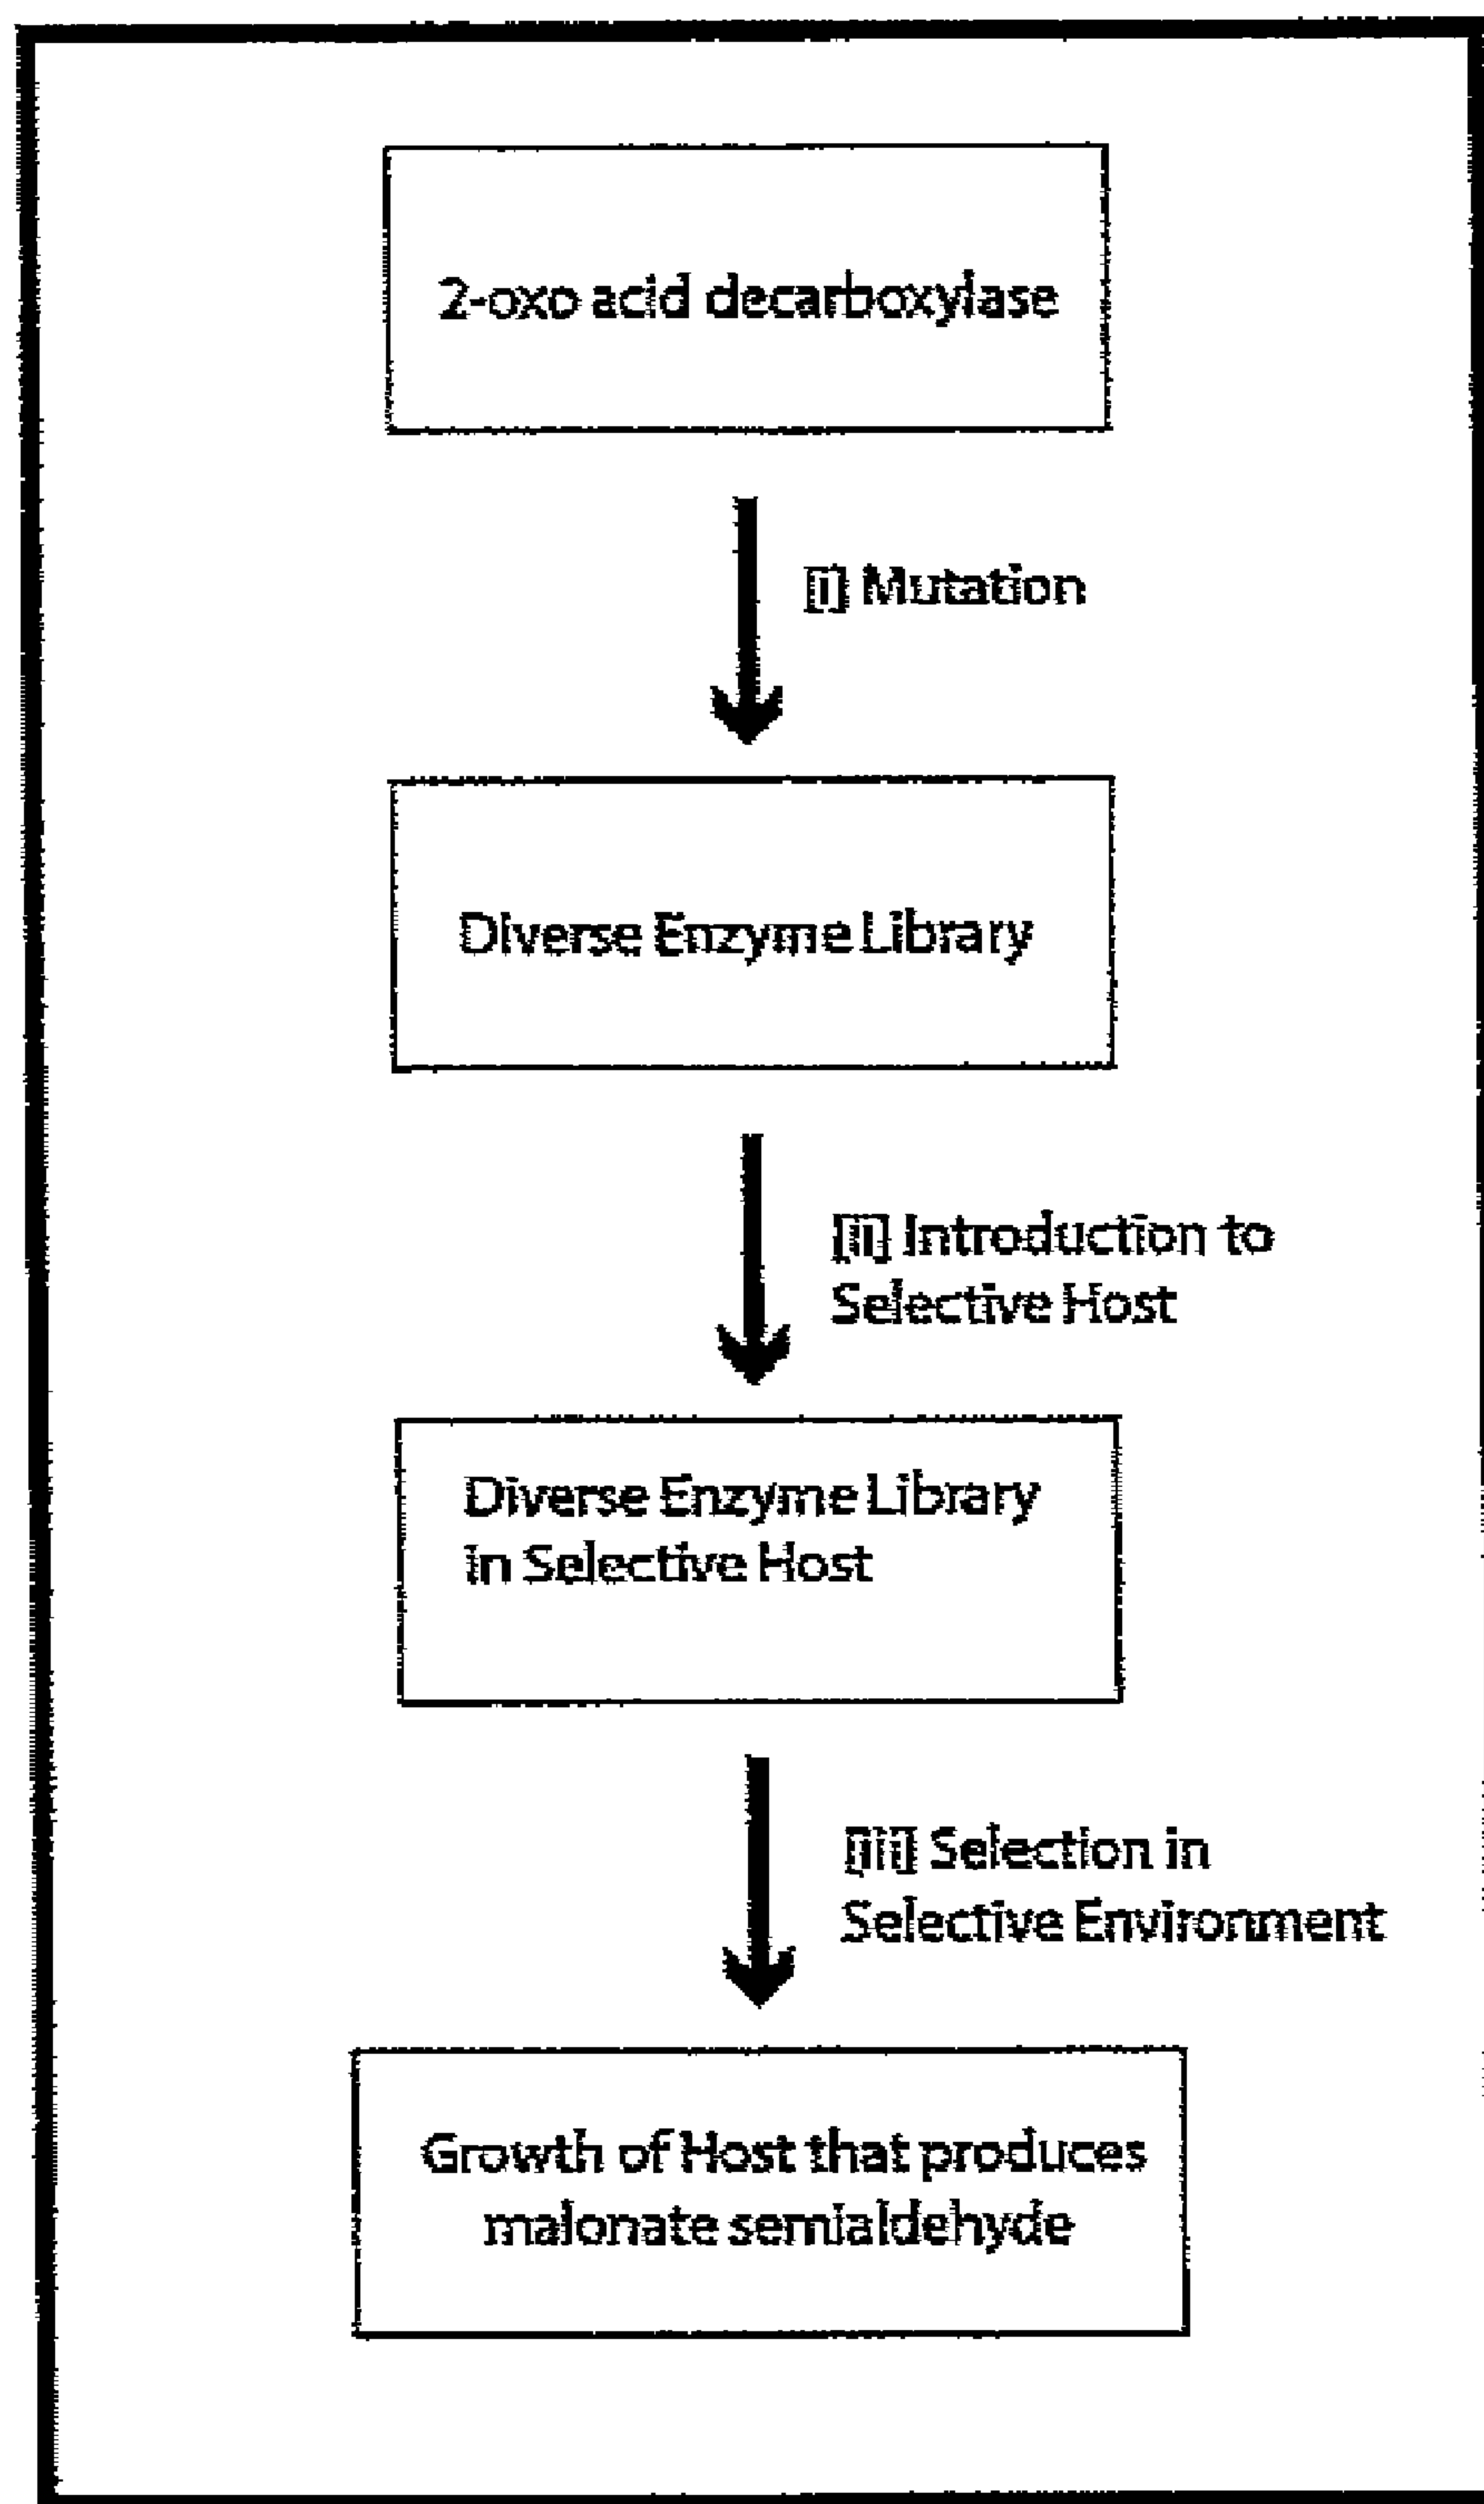 2-oxo acid decarboxylase
[i] Mutation
Diverse Enzyme Library
[ii] Introduction to
Selective Host
Diverse Enzyme Library
in Selective Host
[iii] Selection in
Selective Environment
Growth of Host that produces
malonate semialdehyde